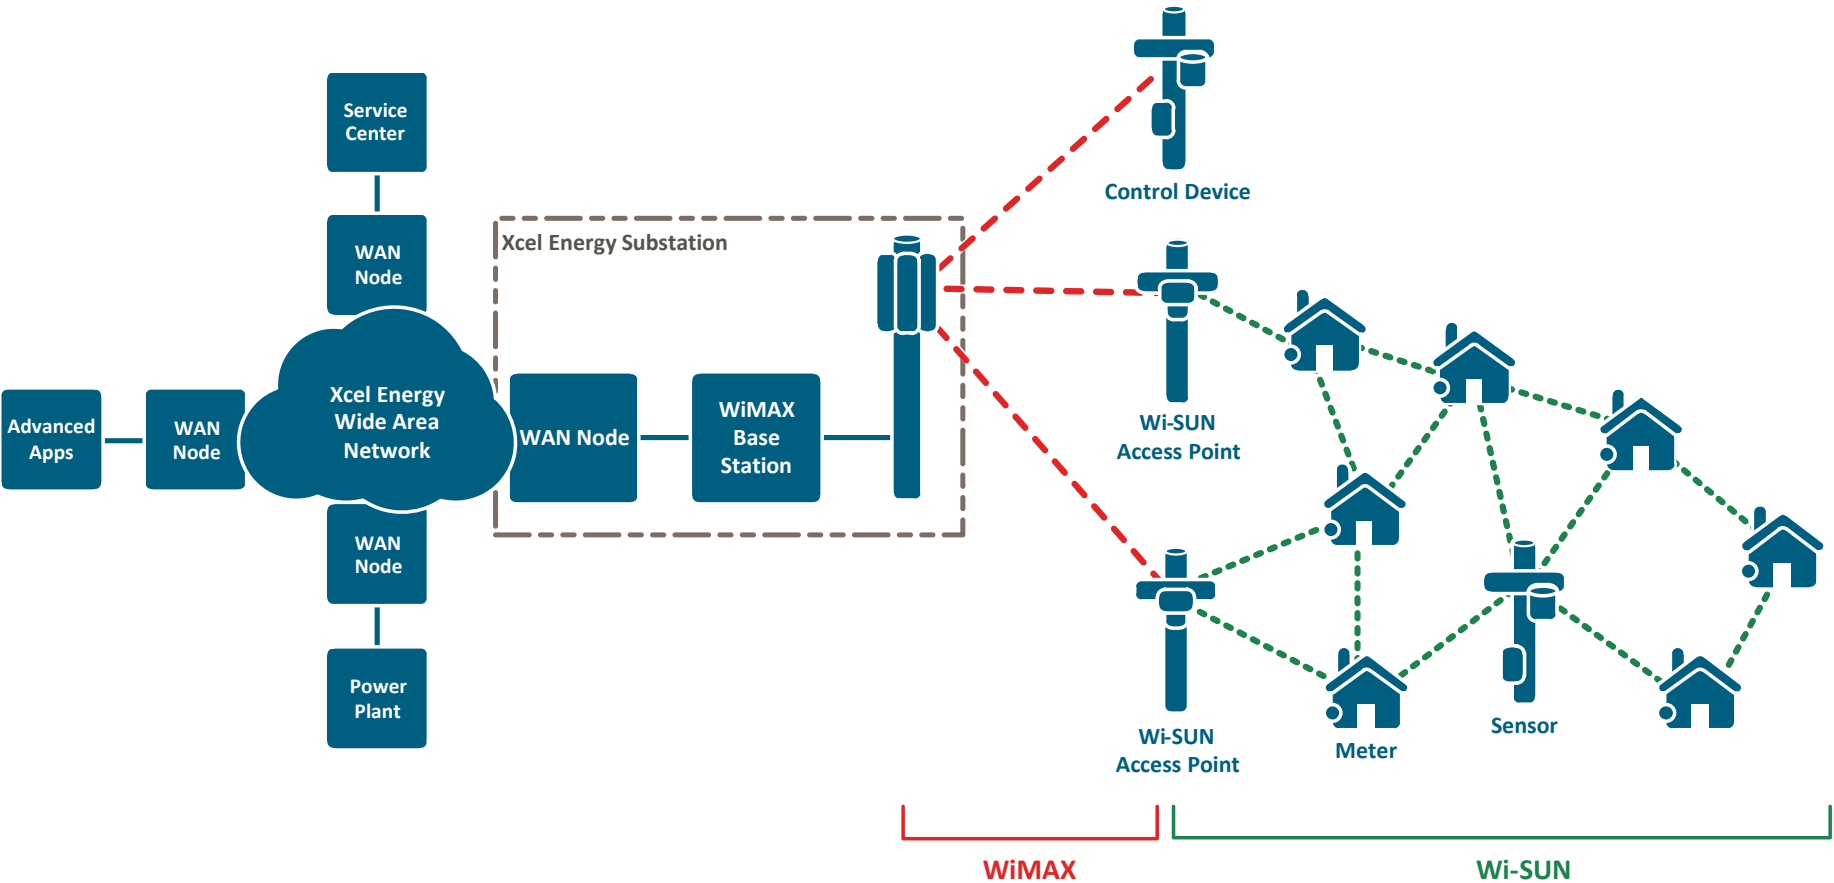 Service
Center
WAN
Node
Xcel Energy Substation
Control Device
Advanced
Apps
WAN
Node
Xcel Energy
Wide Area
Network
WAN Node
WiMAX
Base
Station
Wi-SUN
Access Point
WAN
Node
Power
Plant
Wi-SUN
Access Point
Meter
Sensor
WiMAX
Wi-SUN